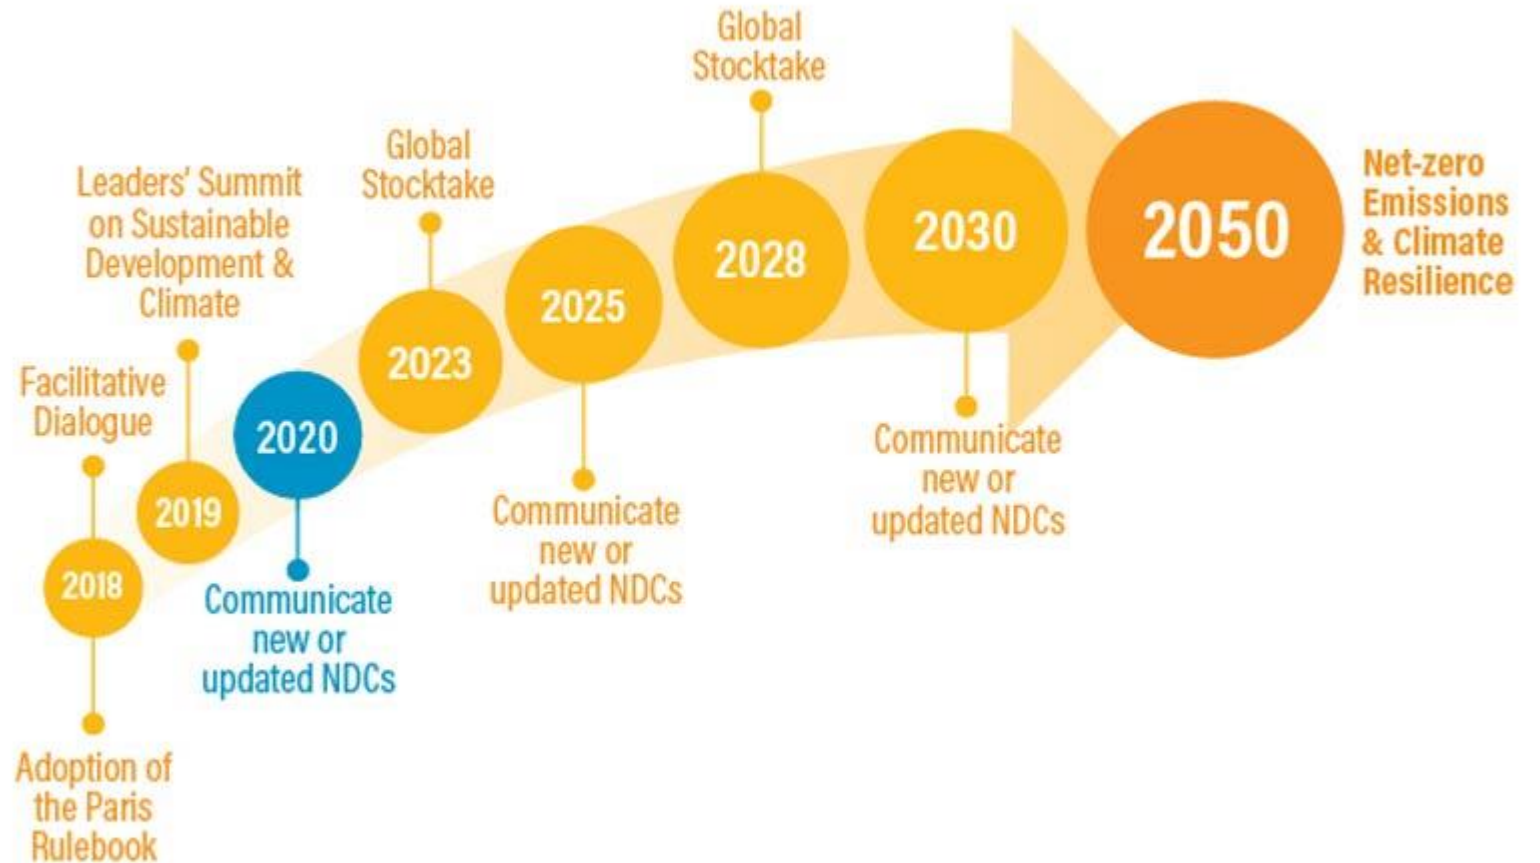 Facilitative
Dialogue
2018
Adoption of
the Paris
Rulebook
Leaders' Summit
on Sustainable
Development &
Climate
2019
2020
Communicate
new or
updated NDCs
Global
Stocktake
2023
2025
Communicate
new or
updated NDCs
Global
Stocktake
2028
2030
Communicate
new or
updated NDCs
2050
Net-zero
Emissions
& Climate
Resilience